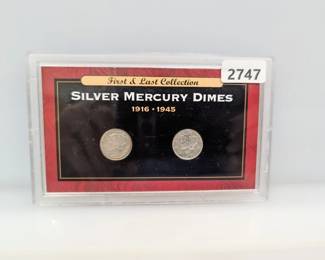 First & Last Collection
2747
SILVER MERCURY DIMES
1916 • 1945